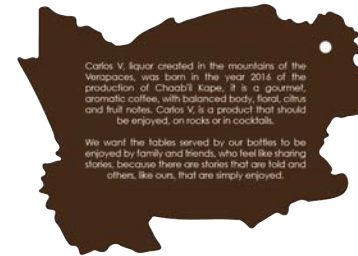 Carlos V, liquor created in the mountains of the
Verapaces, was born in the year 2016 of the
production of Chaab'il Kape, it is a gourmet,
aromatic coffee, with balanced body, floral, citrus
and fruit notes. Carlos V, is a product that should
be enjoyed, on rocks or in cocktails.
We want the tables served by our bottles to be
enjoyed by family and friends, who feel like sharing
stories, because there are stories that are told and
others, like ours, that are simply enjoyed.